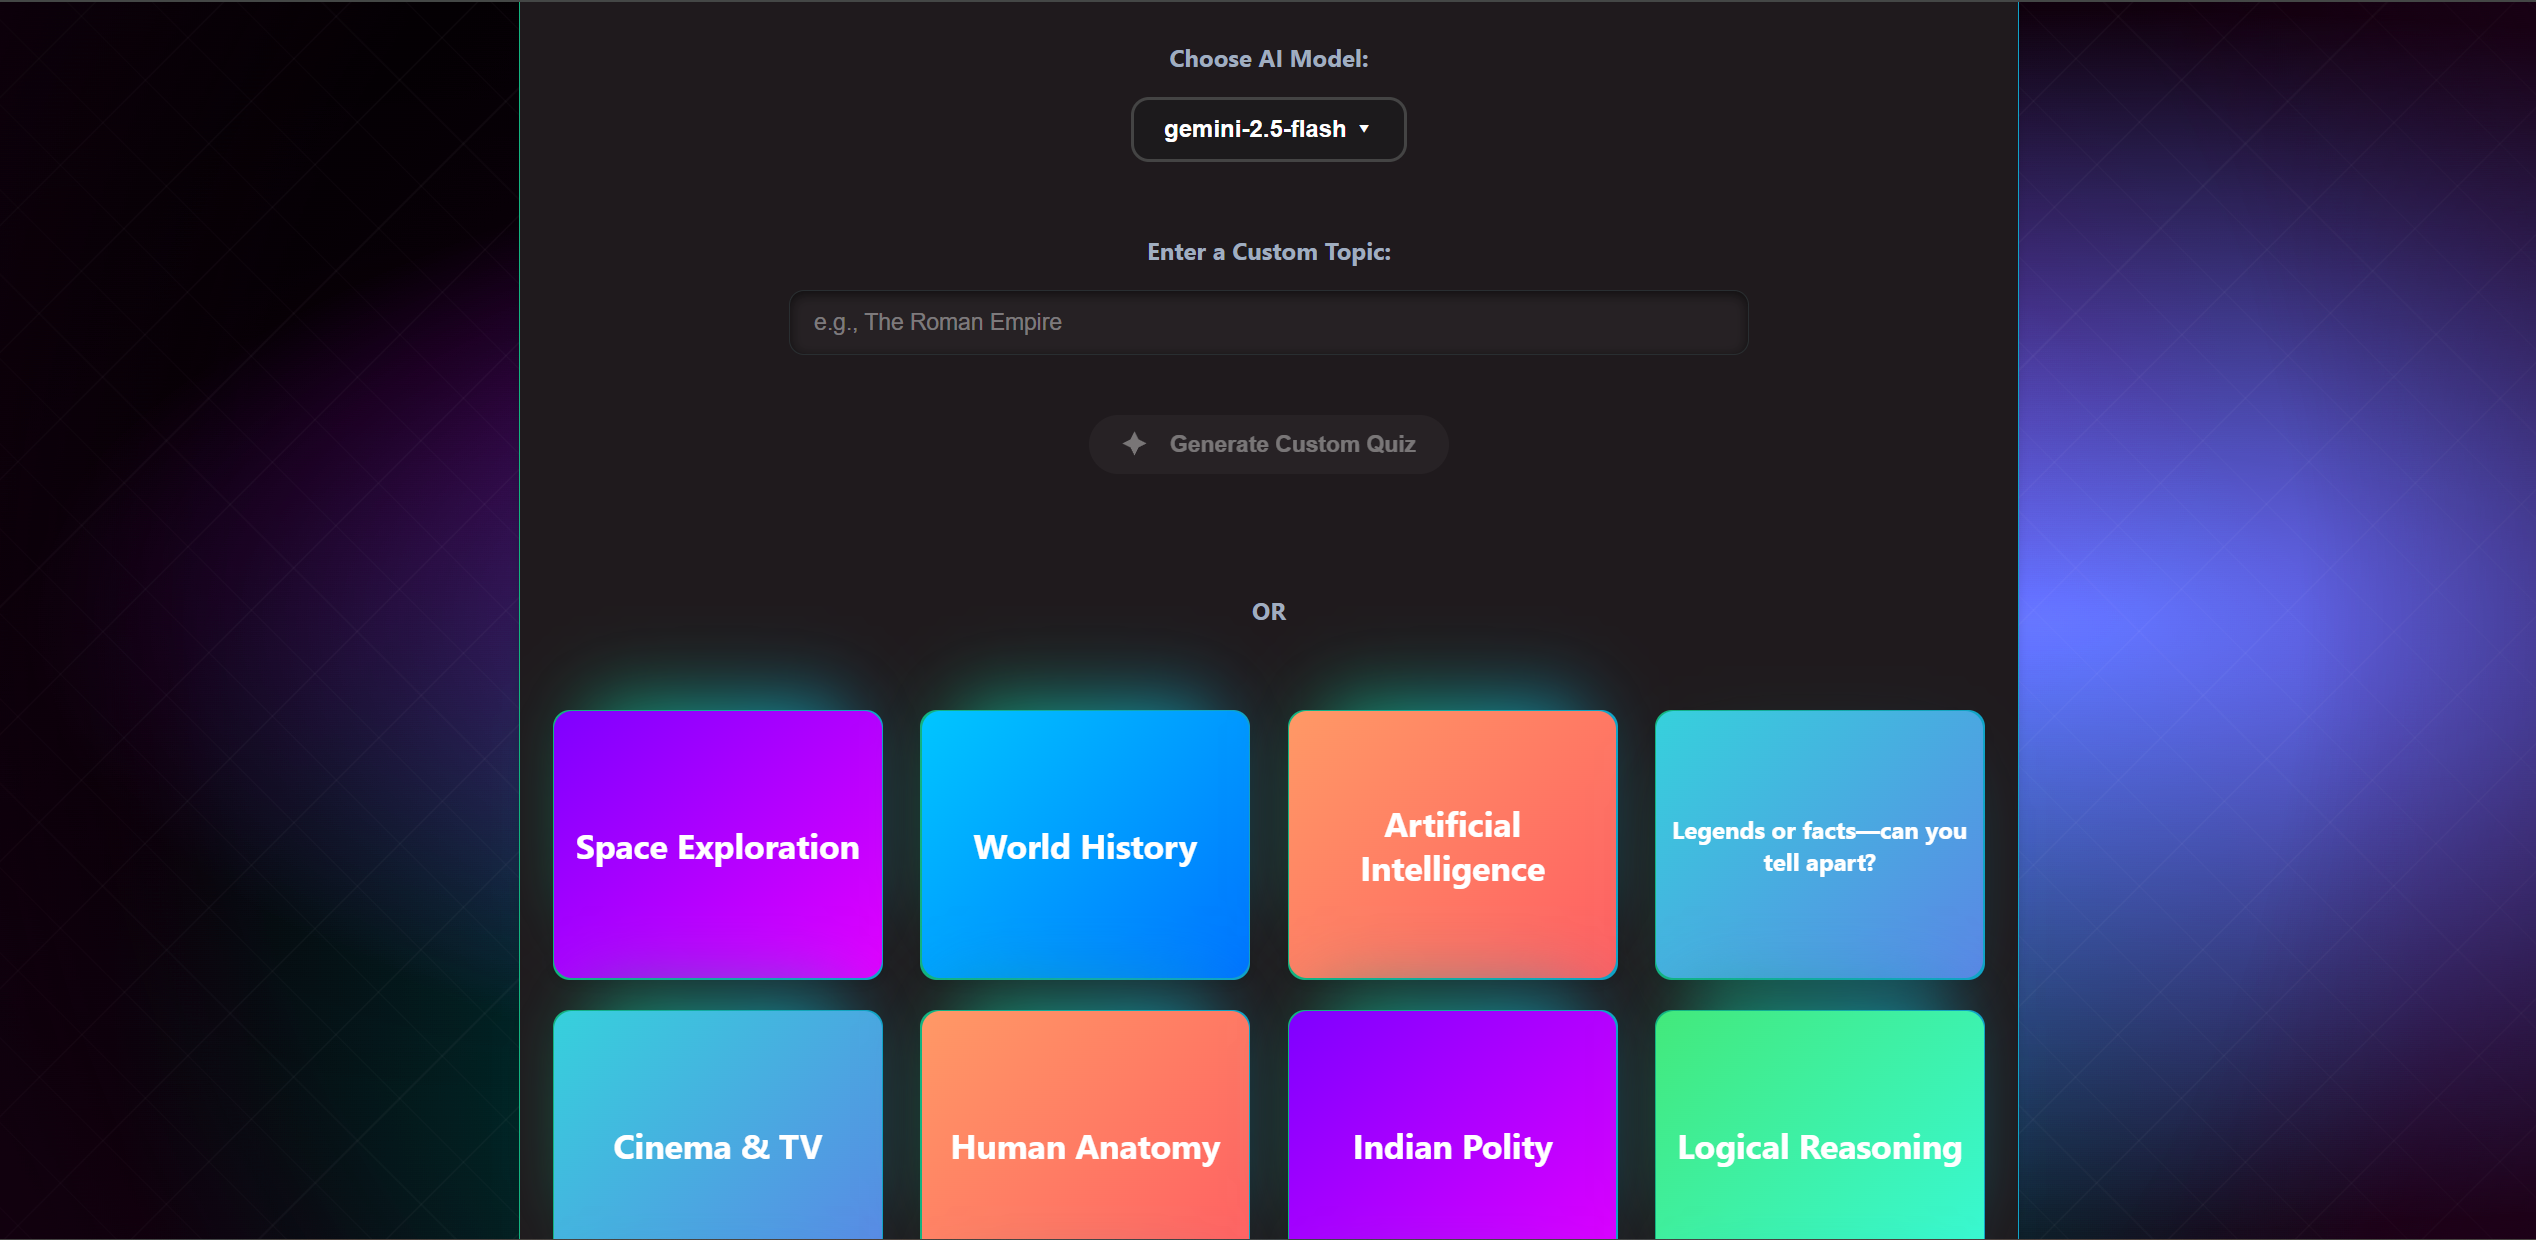 Choose AI Model:
gemini-2.5-flash
Enter a Custom Topic:
e.g., The Roman Empire
Generate Custom Quiz
OR
Space Exploration
World History
Artificial
Intelligence
Legends or facts—can you
tell apart?
Cinema & TV
Human Anatomy
Indian Polity
Logical Reasoning